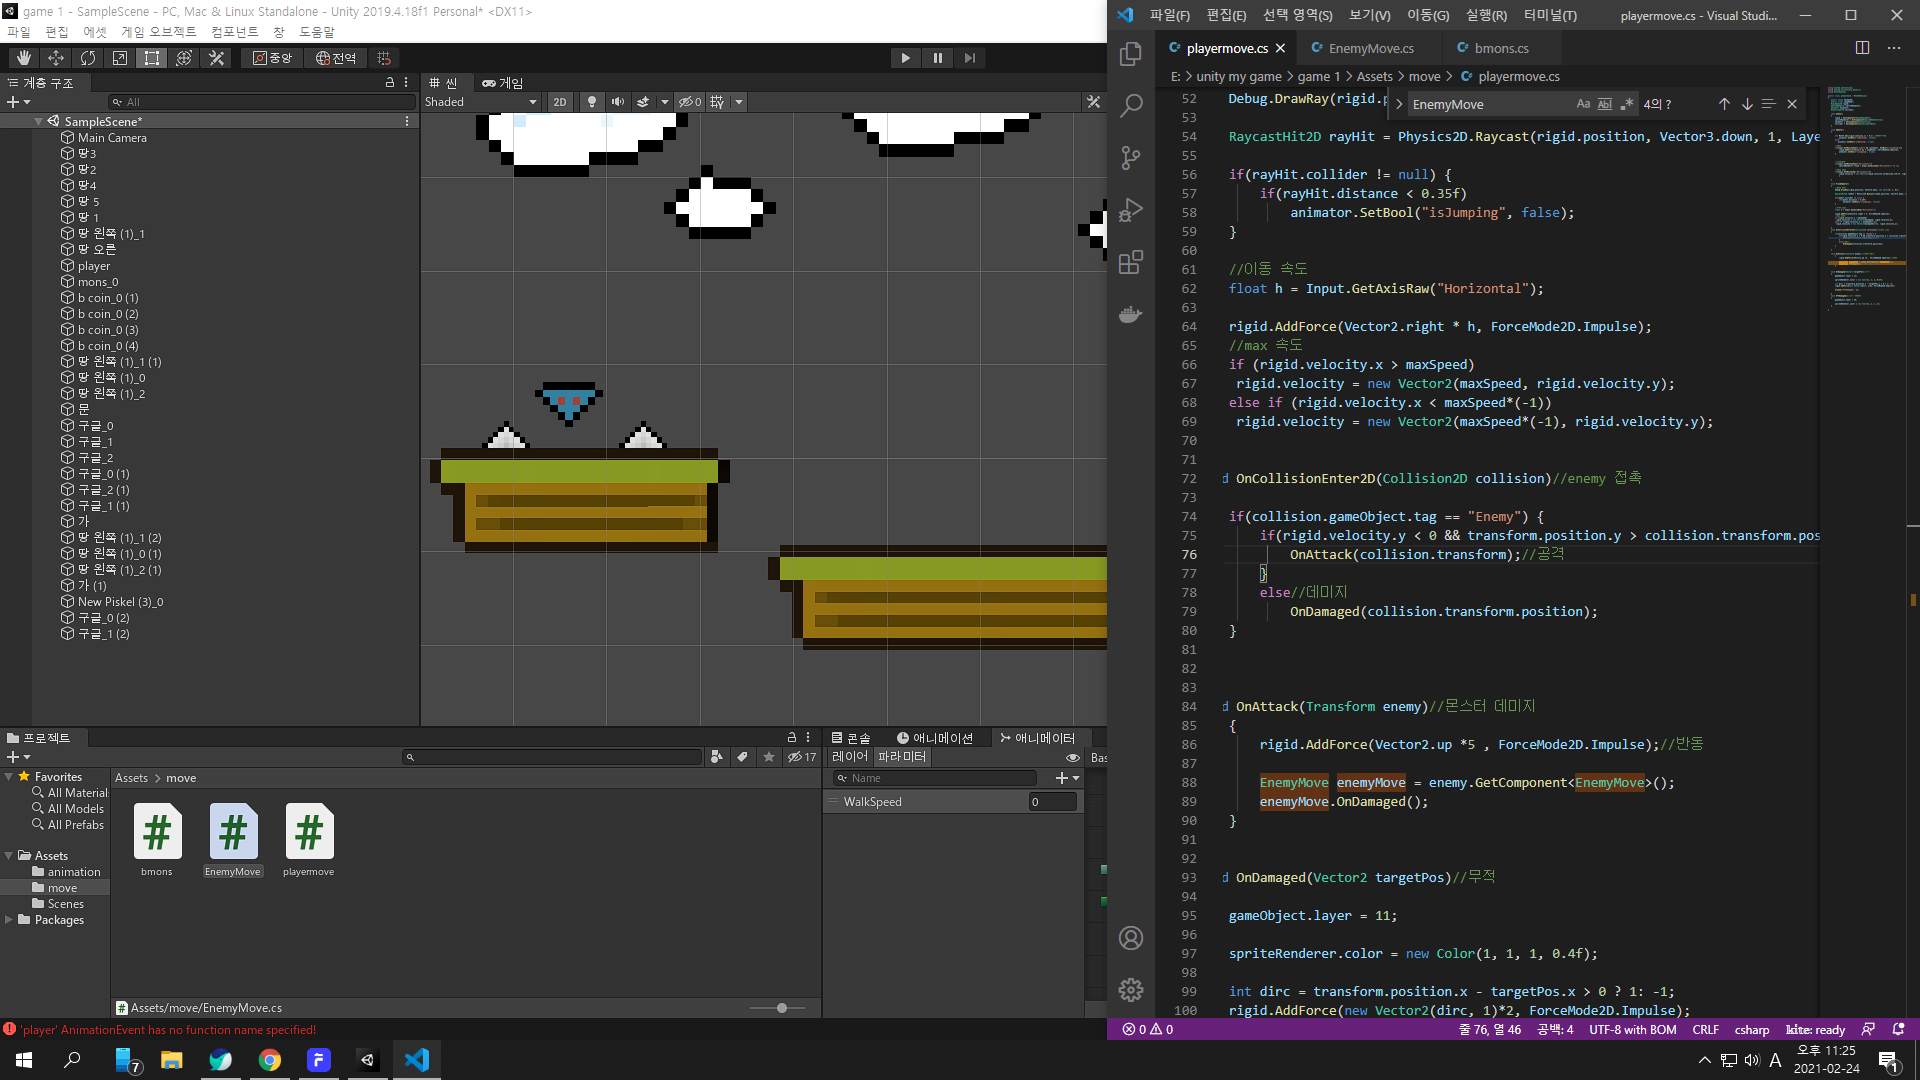 game 1 - SampleScene - PC, Mac & Linux Standalone - Unity 2019.4.18f1 Personal* <DX11>
파일 편집 에셋 게임 오브젝트 컴포넌트 창 도움말
중앙 전역
계층 구조
All
SampleScene*
Main Camera
땅3
땅2
땅4
땅 5
땅 1
땅 왼쪽 (1)_1
땅 오른
player
mons_0
b coin_0 (1)
b coin_0 (2)
b coin_0 (3)
b coin_0 (4)
땅 왼쪽 (1)_1 (1)
땅 왼쪽 (1)_0
땅 왼쪽 (1)_2
문
구글_0
구글_1
구글_2
구글_0 (1)
구글_2 (1)
구글_1 (1)
가
땅 왼쪽 (1)_1 (2)
땅 왼쪽 (1)_0 (1)
땅 왼쪽 (1)_2 (1)
가 (1)
New Piskel (3)_0
구글_0 (2)
구글_1 (2)
씬 게임
Shaded 2D 0
프로젝트
17
Favorites
All Material
All Models
All Prefabs
Assets
animation
move
Scenes
Packages
Assets > move
bmons
EnemyMove
playermove
Assets/move/EnemyMove.cs
콘솔 애니메이션 애니메이터
레이어 파라미터 Bas
Name
WalkSpeed 0
'player' AnimationEvent has no function name specified!
파일(F) 편집(E) 선택 영역(S) 보기(V) 이동(G) 실행(R) 터미널(T) playermove.cs - Visual Studi...
playermove.cs EnemyMove.cs bmons.cs
E: > unity my game > game 1 > Assets > move > playermove.cs
EnemyMove Aa Abl .* 4의 ?
52 Debug.DrawRay(rigid.p
53
54 RaycastHit2D rayHit = Physics2D.Raycast(rigid.position, Vector3.down, 1, Laye
55
56 if(rayHit.collider != null) {
57 if(rayHit.distance < 0.35f)
58 animator.SetBool("isJumping", false);
59 }
60
61 //이동 속도
62 float h = Input.GetAxisRaw("Horizontal");
63
64 rigid.AddForce(Vector2.right * h, ForceMode2D.Impulse);
65 //max 속도
66 if (rigid.velocity.x > maxSpeed)
67 rigid.velocity = new Vector2(maxSpeed, rigid.velocity.y);
68 else if (rigid.velocity.x < maxSpeed*(-1))
69 rigid.velocity = new Vector2(maxSpeed*(-1), rigid.velocity.y);
70
71
72 d OnCollisionEnter2D(Collision2D collision)//enemy 접촉
73
74 if(collision.gameObject.tag == "Enemy") {
75 if(rigid.velocity.y < 0 && transform.position.y > collision.transform.pos
76 OnAttack(collision.transform);//공격
77 }
78 else//데미지
79 OnDamaged(collision.transform.position);
80 }
81
82
83
84 d OnAttack(Transform enemy)//몬스터 데미지
85 {
86 rigid.AddForce(Vector2.up *5 , ForceMode2D.Impulse);//반동
87
88 EnemyMove enemyMove = enemy.GetComponent<EnemyMove>();
89 enemyMove.OnDamaged();
90 }
91
92
93 d OnDamaged(Vector2 targetPos)//무적
94
95 gameObject.layer = 11;
96
97 spriteRenderer.color = new Color(1, 1, 1, 0.4f);
98
99 int dirc = transform.position.x - targetPos.x > 0 ? 1: -1;
100 rigid.AddForce(new Vector2(dirc, 1)*2, ForceMode2D.Impulse);
0 0 줄 76, 열 46 공백: 4 UTF-8 with BOM CRLF csharp kite: ready
7 A 오후 11:25
2021-02-24 1